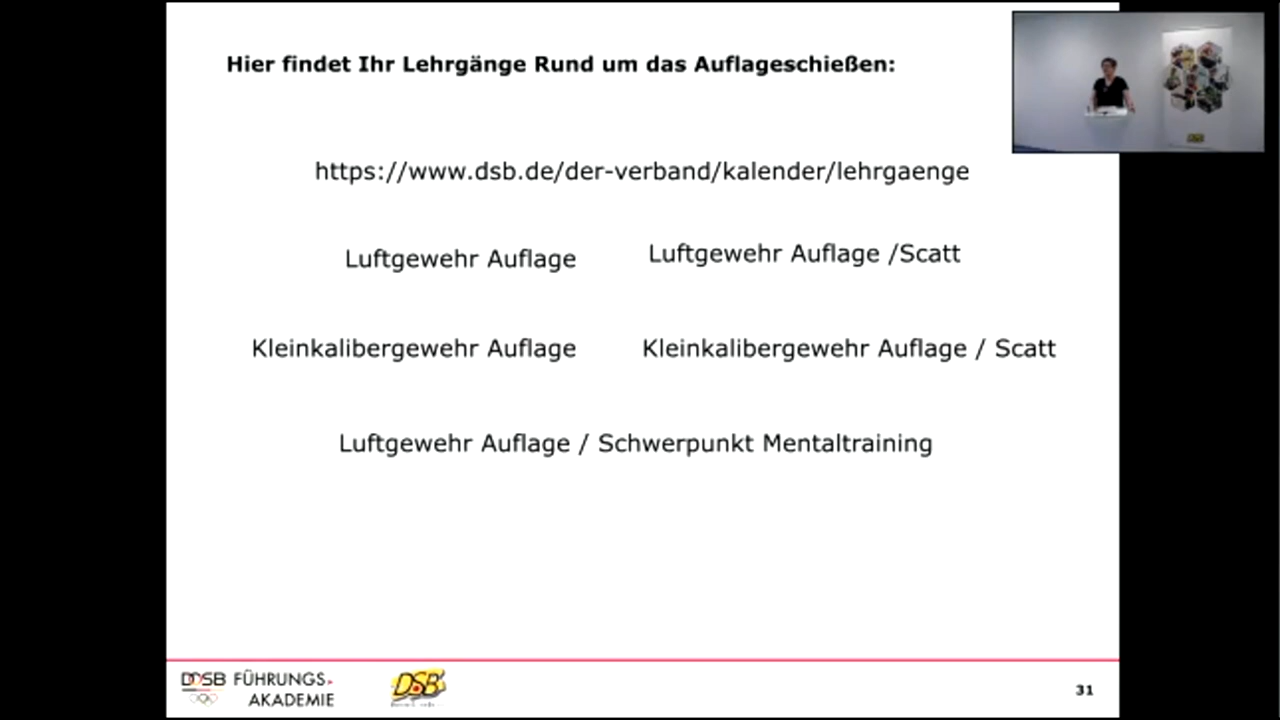 Hier findet Ihr Lehrgänge Rund um das Auflageschießen:
https://www.dsb.de/der-verband/kalender/lehrgaenge
Luftgewehr Auflage
Luftgewehr Auflage /Scatt
Kleinkalibergewehr Auflage
Kleinkalibergewehr Auflage / Scatt
Luftgewehr Auflage / Schwerpunkt Mentaltraining
DOSB FÜHRUNGS-
AKADEMIE
DSB
31